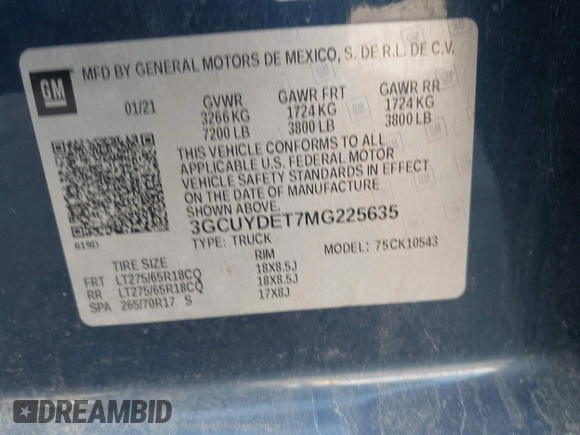 GM
MFD BY GENERAL MOTORS DE MEXICO, S. DE R.L. DE C.V.
01/21 GVWR GAWR FRT GAWR RR
3266 KG 1724 KG 1724 KG
7200 LB 3800 LB 3800 LB
THIS VEHICLE CONFORMS TO ALL
APPLICABLE U.S. FEDERAL MOTOR
VEHICLE SAFETY STANDARDS IN EFFECT
ON THE DATE OF MANUFACTURE
SHOWN ABOVE.
3GCUYDET7MG225635
619D TYPE: TRUCK MODEL: 75CK10543
TIRE SIZE RIM
FRT LT275/65R18CQ 18X8.5J
RR LT275/65R18CQ 18X8.5J
SPA 265/70R17 S 17X8J
DREAMBID